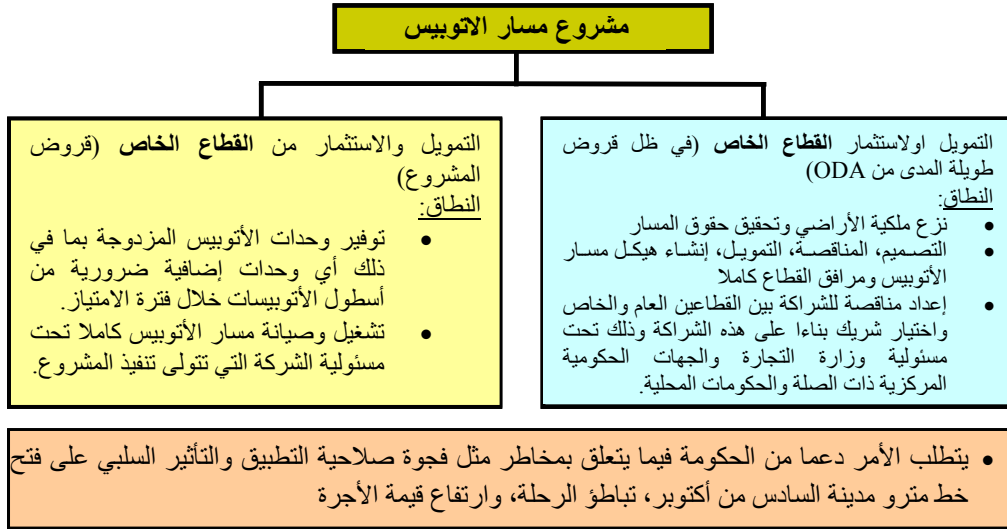 مشروع مسار الاتوبيس
التمويل اولاستثمار القطاع الخاص (في ظل قروض
طويلة المدى من ODA)
النطاق:
• نزع ملكية الأراضي وتحقيق حقوق المسار
• التصميم، المناقصة، التمويل، إنشاء هيكل مسار
الأتوبيس ومرافق القطاع كاملا
• إعداد مناقصة للشراكة بين القطاعين العام والخاص
واختيار شريك بناءا على هذه الشراكة وذلك تحت
مسئولية وزارة التجارة والجهات الحكومية
المركزية ذات الصلة والحكومات المحلية.
التمويل والاستثمار من القطاع الخاص (قروض
المشروع)
النطاق:
• توفير وحدات الأتوبيس المزدوجة بما في
ذلك أي وحدات إضافية ضرورية من
أسطول الأتوبيسات خلال فترة الامتياز.
• تشغيل وصيانة مسار الأتوبيس كاملا تحت
مسئولية الشركة التي تتولى تنفيذ المشروع.
• يتطلب الأمر دعما من الحكومة فيما يتعلق بمخاطر مثل فجوة صلاحية التطبيق والتأثير السلبي على فتح
خط مترو مدينة السادس من أكتوبر، تباطؤ الرحلة، وارتفاع قيمة الأجرة